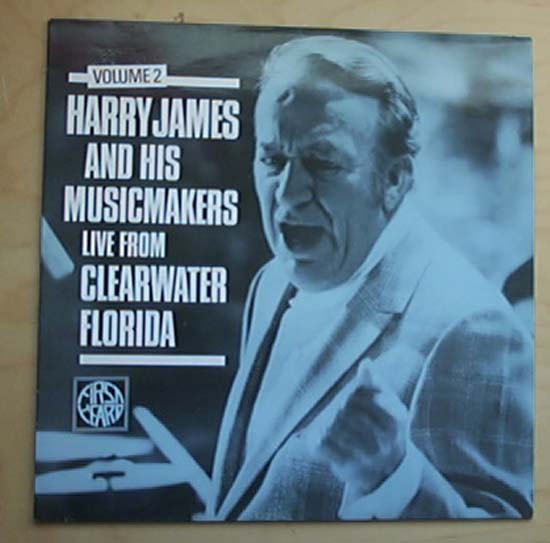 VOLUME 2
HARRY JAMES
AND HIS
MUSICMAKERS
LIVE FROM
CLEARWATER
FLORIDA
FIRST
HEARD